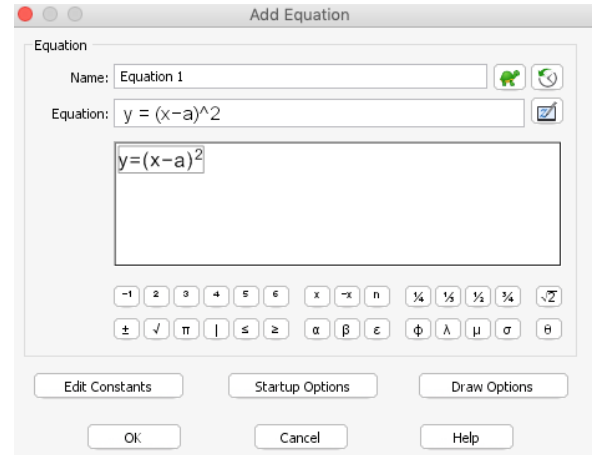 Add Equation
Equation
Name: Equation 1
Equation: y = (x-a)^2
y=(x−a)²
-1 2 3 4 5 6 x -x n ¼ ⅓ ½ ¾ √2
± √ π | ≤ ≥ α β ε ϕ λ μ σ θ
Edit Constants Startup Options Draw Options
OK Cancel Help